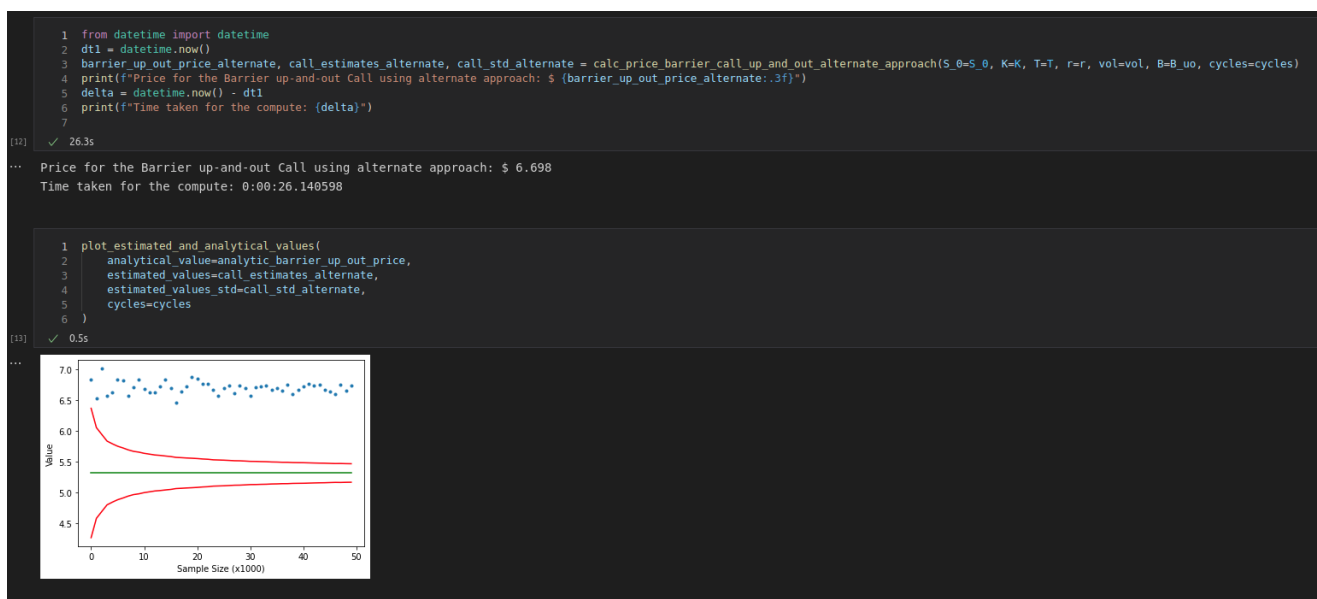 1 from datetime import datetime
2 dt1 = datetime.now()
3 barrier_up_out_price_alternate, call_estimates_alternate, call_std_alternate = calc_price_barrier_call_up_and_out_alternate_approach(S_0=S_0, K=K, T=T, r=r, vol=vol, B=B_uo, cycles=cycles)
4 print(f"Price for the Barrier up-and-out Call using alternate approach: $ {barrier_up_out_price_alternate:.3f}")
5 delta = datetime.now() - dt1
6 print(f"Time taken for the compute: {delta}")
7
[12] ✓ 26.3s
... Price for the Barrier up-and-out Call using alternate approach: $ 6.698
Time taken for the compute: 0:00:26.140598
1 plot_estimated_and_analytical_values(
2     analytical_value=analytic_barrier_up_out_price,
3     estimated_values=call_estimates_alternate,
4     estimated_values_std=call_std_alternate,
5     cycles=cycles
6 )
[13] ✓ 0.5s
...
7.0
6.5
6.0
5.5
5.0
4.5
Value
0 10 20 30 40 50
Sample Size (x1000)